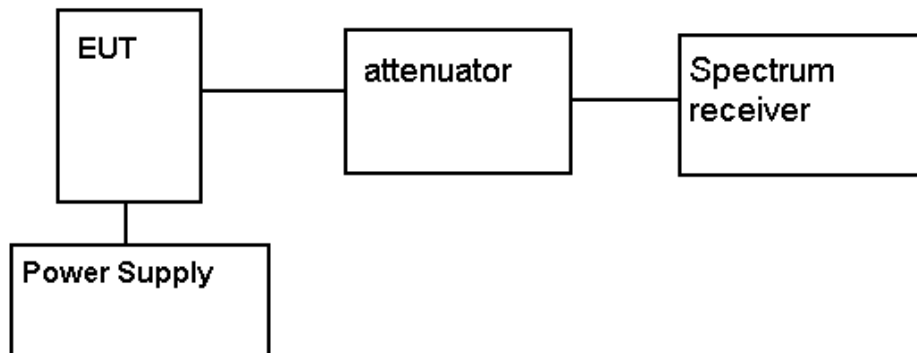 EUT
attenuator
Spectrum
receiver
Power Supply